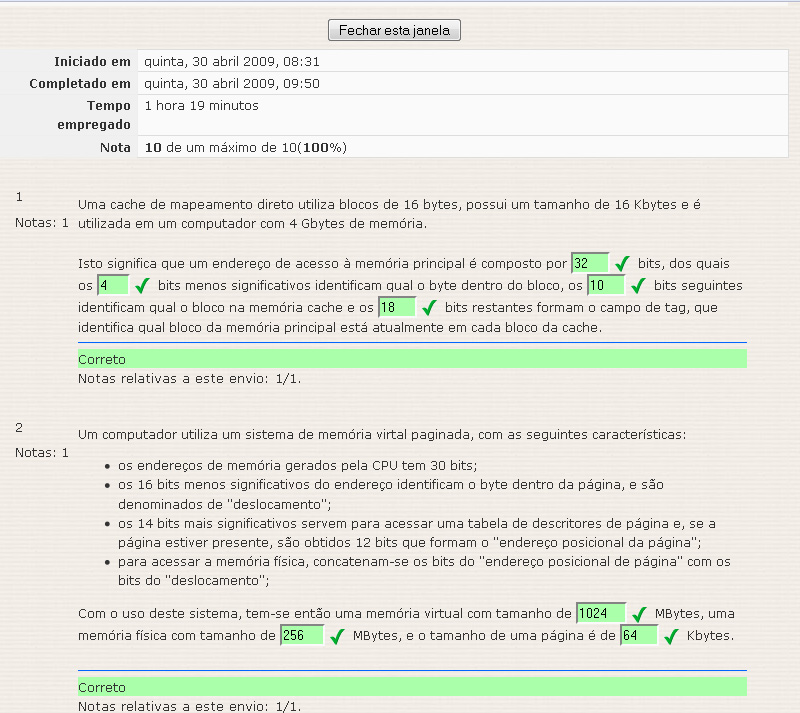 Fechar esta janela
Iniciado em quinta, 30 abril 2009, 08:31
Completado em quinta, 30 abril 2009, 09:50
Tempo 1 hora 19 minutos
empregado
Nota 10 de um máximo de 10(100%)
1
Uma cache de mapeamento direto utiliza blocos de 16 bytes, possui um tamanho de 16 Kbytes e é
Notas: 1 utilizada em um computador com 4 Gbytes de memória.
Isto significa que um endereço de acesso à memória principal é composto por 32 bits, dos quais
os 4 bits menos significativos identificam qual o byte dentro do bloco, os 10 bits seguintes
identificam qual o bloco na memória cache e os 18 bits restantes formam o campo de tag, que
identifica qual bloco da memória principal está atualmente em cada bloco da cache.
Correto
Notas relativas a este envio: 1/1.
2
Um computador utiliza um sistema de memória virtal paginada, com as seguintes características:
Notas: 1
• os endereços de memória gerados pela CPU tem 30 bits;
• os 16 bits menos significativos do endereço identificam o byte dentro da página, e são
denominados de "deslocamento";
• os 14 bits mais significativos servem para acessar uma tabela de descritores de página e, se a
página estiver presente, são obtidos 12 bits que formam o "endereço posicional da página";
• para acessar a memória física, concatenam-se os bits do "endereço posicional de página" com os
bits do "deslocamento";
Com o uso deste sistema, tem-se então uma memória virtual com tamanho de 1024 MBytes, uma
memória física com tamanho de 256 MBytes, e o tamanho de uma página é de 64 Kbytes.
Correto
Notas relativas a este envio: 1/1.